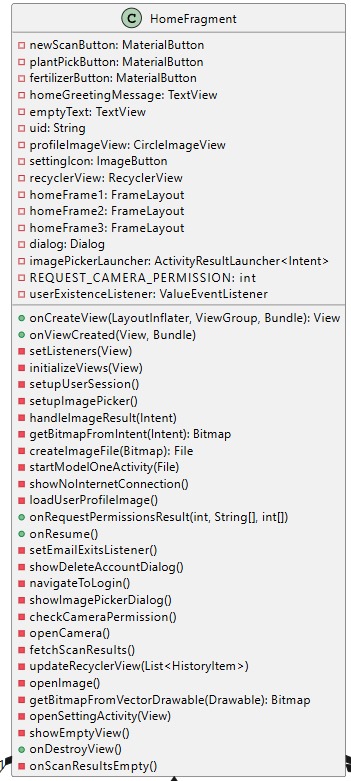 C HomeFragment
newScanButton: MaterialButton
plantPickButton: MaterialButton
fertilizerButton: MaterialButton
homeGreetingMessage: TextView
emptyText: TextView
uid: String
profileImageView: CircleImageView
settingIcon: ImageButton
recyclerView: RecyclerView
homeFrame1: FrameLayout
homeFrame2: FrameLayout
homeFrame3: FrameLayout
dialog: Dialog
imagePickerLauncher: ActivityResultLauncher<Intent>
REQUEST_CAMERA_PERMISSION: int
userExistenceListener: ValueEventListener
onCreateView(LayoutInflater, ViewGroup, Bundle): View
onViewCreated(View, Bundle)
setListeners(View)
initializeViews(View)
setupUserSession()
setupImagePicker()
handleImageResult(Intent)
getBitmapFromIntent(Intent): Bitmap
createImageFile(Bitmap): File
startModelOneActivity(File)
showNoInternetConnection()
loadUserProfileImage()
onRequestPermissionsResult(int, String[], int[])
onResume()
setEmailExitsListener()
showDeleteAccountDialog()
navigateToLogin()
showImagePickerDialog()
checkCameraPermission()
openCamera()
fetchScanResults()
updateRecyclerView(List<HistoryItem>)
openImage()
getBitmapFromVectorDrawable(Drawable): Bitmap
openSettingActivity(View)
showEmptyView()
onDestroyView()
onScanResultsEmpty()